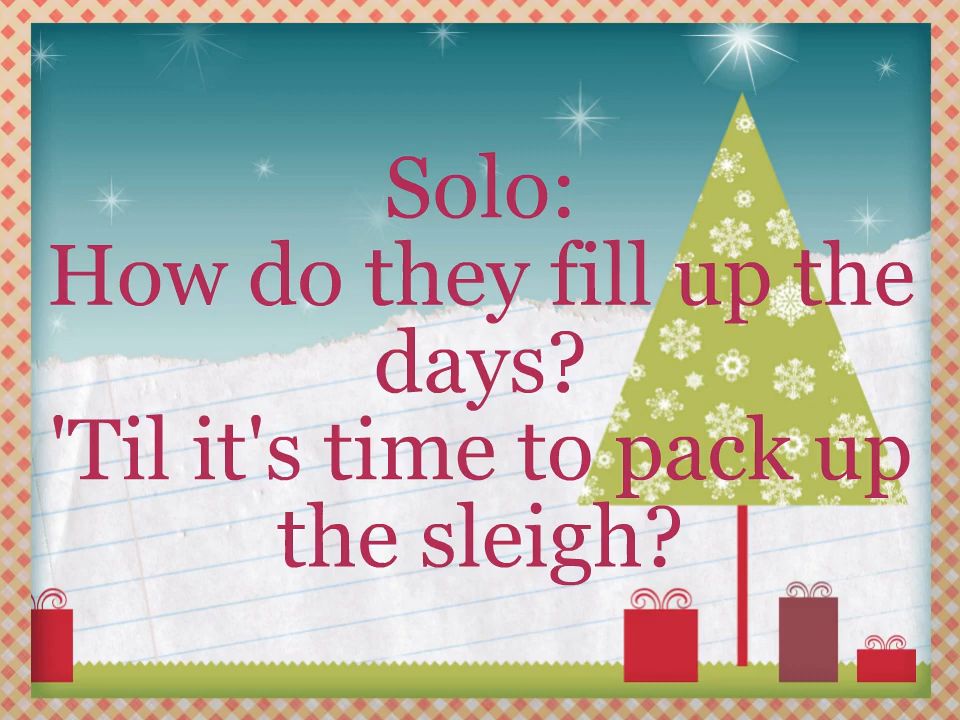 Solo:
How do they fill up the
days?
'Til it's time to pack up
the sleigh?